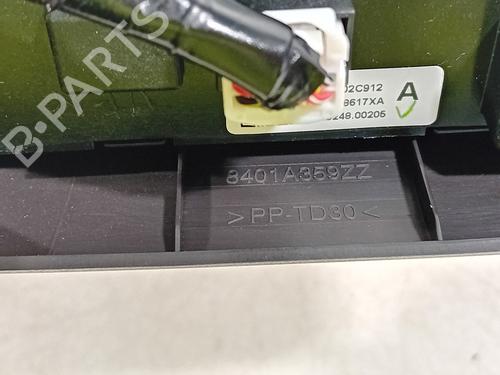 B-PARTS
02C912
8617XA
A
248.00205
8401A359ZZ
>PP-TD30<